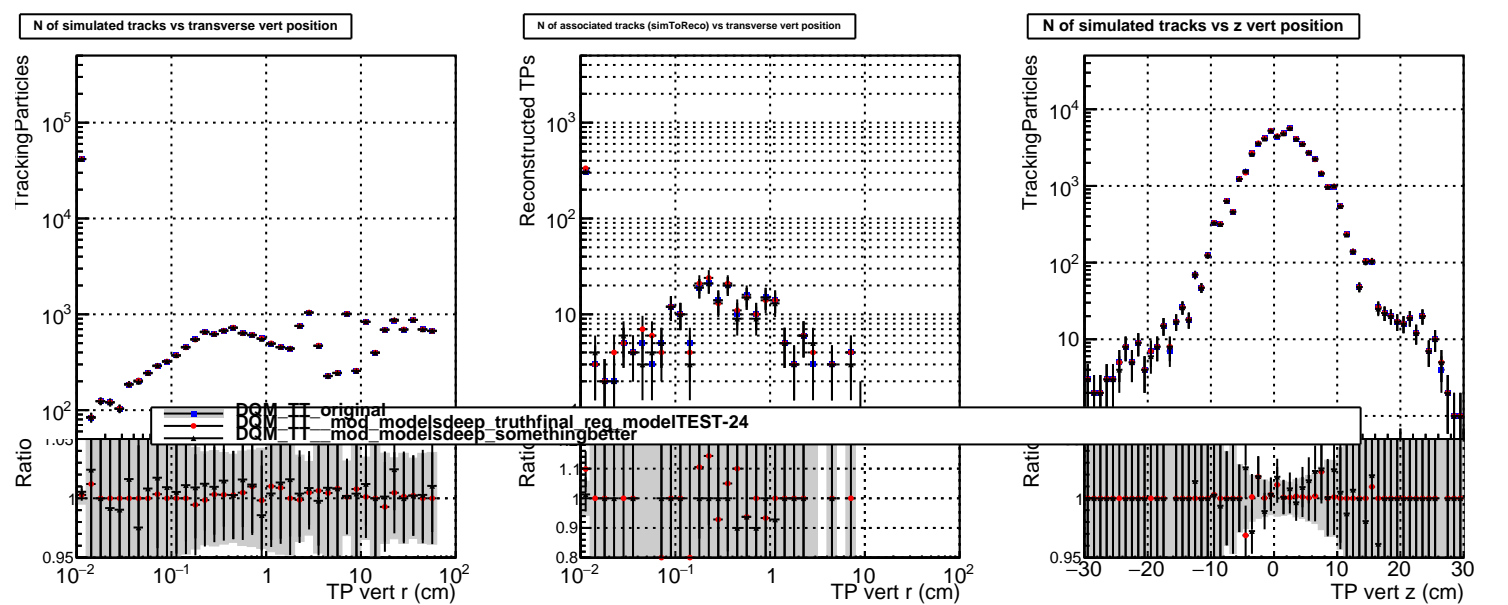 N of simulated tracks vs transverse vert position
N of associated tracks (simToReco) vs transverse vert position
N of simulated tracks vs z vert position
TrackingParticles
10^5
10^4
10^3
10^2
Reconstructed TPs
10^3
10^2
10
TrackingParticles
10^4
10^3
10^2
10
DQM_TT_original
DQM_TT__mod_modelsdeep_truthfinal_reg_modelTEST-24
DQM_TT__mod_modelsdeep_somethingbetter
Ratio
1.05
1
0.95
10^−2 10^−1 1 10 10^2
TP vert r (cm)
Ratio
1.1
1
0.9
0.8
10^−2 10^−1 1 10 10^2
TP vert r (cm)
Ratio
1
0.95
−30 −20 −10 0 10 20 30
TP vert z (cm)